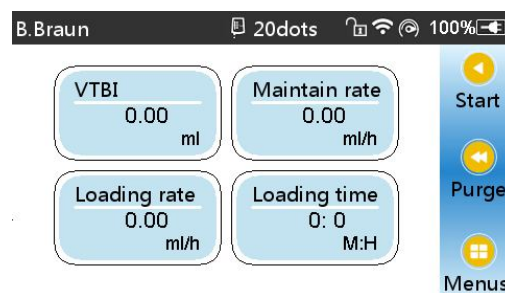 B.Braun 20dots 100%
VTBI
0.00
ml
Maintain rate
0.00
ml/h
Loading rate
0.00
ml/h
Loading time
0: 0
M:H
Start
Purge
Menus